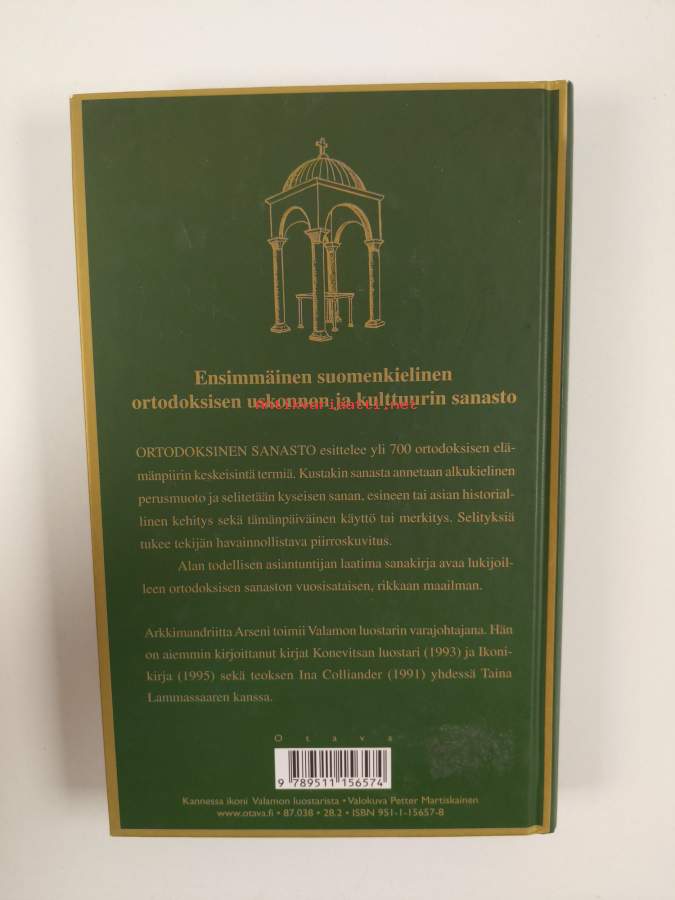 Ensimmäinen suomenkielinen
ortodoksisen uskonnon ja kulttuurin sanasto
Antikvariaatti.net
ORTODOKSINEN SANASTO esittelee yli 700 ortodoksisen elä-
mänpiirin keskeisintä termiä. Kustakin sanasta annetaan alkukielinen
perusmuoto ja selitetään kyseisen sanan, esineen tai asian historial-
linen kehitys sekä tämänpäiväinen käyttö tai merkitys. Selityksiä
tukee tekijän havainnollistava piirroskuvitus.
Alan todellisen asiantuntijan laatima sanakirja avaa lukijoil-
leen ortodoksisen sanaston vuosisataisen, rikkaan maailman.
Arkkimandriitta Arseni toimii Valamon luostarin varajohtajana. Hän
on aiemmin kirjoittanut kirjat Konevitsan luostari (1993) ja Ikoni-
kirja (1995) sekä teoksen Ina Colliander (1991) yhdessä Taina
Lammassaaren kanssa.
Otava
9 789511 156574
Kannessa ikoni Valamon luostarista • Valokuva Petter Martiskainen
www.otava.fi • 87.038 • 28.2 • ISBN 951-1-15657-8